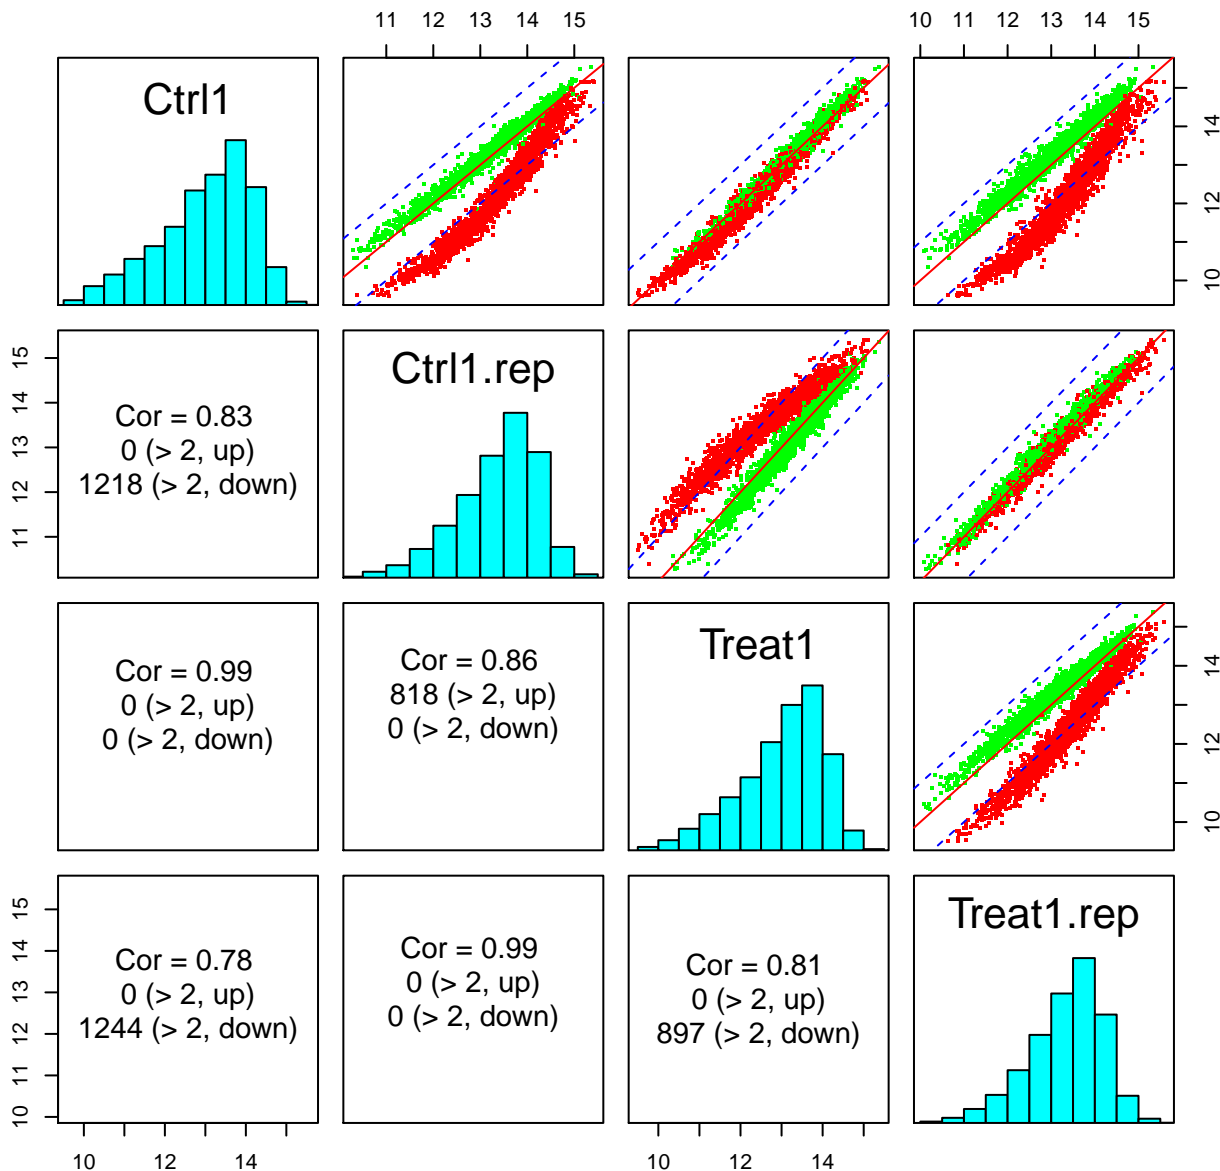 11 12 13 14 15
10 11 12 13 14 15
Ctrl1
10 12 14
11 12 13 14 15
Cor = 0.83
0 (> 2, up)
1218 (> 2, down)
Ctrl1.rep
Cor = 0.99
0 (> 2, up)
0 (> 2, down)
Cor = 0.86
818 (> 2, up)
0 (> 2, down)
Treat1
10 12 14
10 11 12 13 14 15
Cor = 0.78
0 (> 2, up)
1244 (> 2, down)
Cor = 0.99
0 (> 2, up)
0 (> 2, down)
Cor = 0.81
0 (> 2, up)
897 (> 2, down)
Treat1.rep
10 12 14
10 12 14